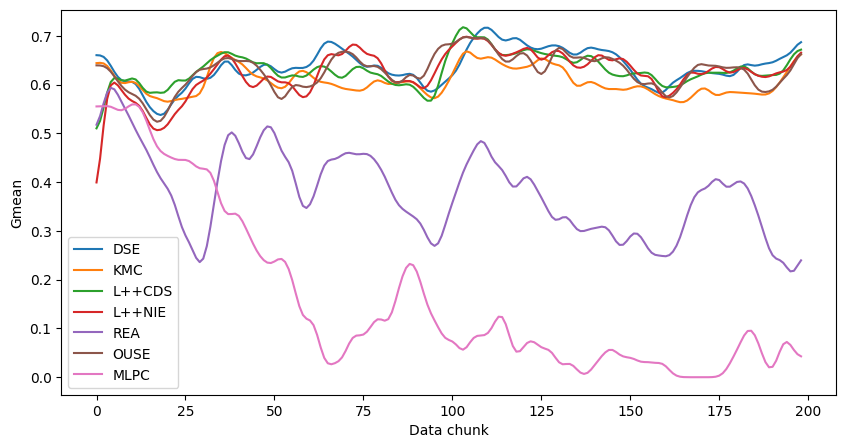 Gmean
0.7
0.6
0.5
0.4
0.3
0.2
0.1
0.0
DSE
KMC
L++CDS
L++NIE
REA
OUSE
MLPC
0 25 50 75 100 125 150 175 200
Data chunk